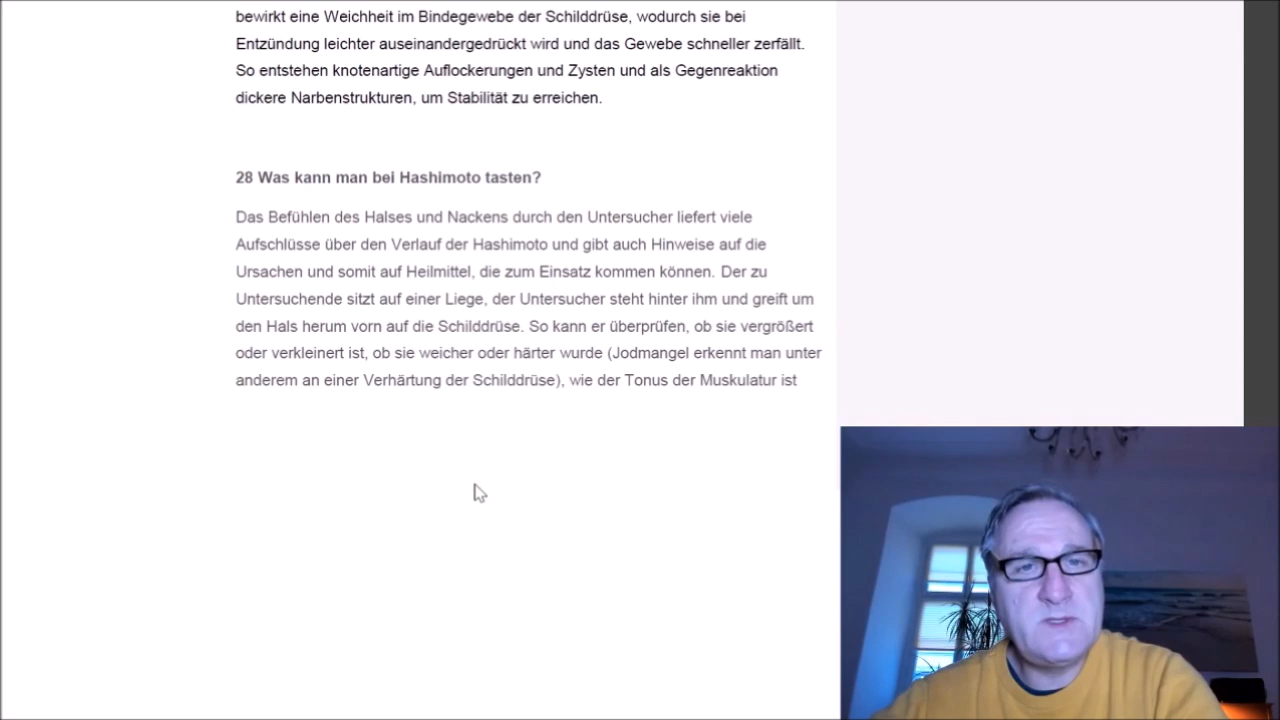 bewirkt eine Weichheit im Bindegewebe der Schilddrüse, wodurch sie bei
Entzündung leichter auseinandergedrückt wird und das Gewebe schneller zerfällt.
So entstehen knotenartige Auflockerungen und Zysten und als Gegenreaktion
dickere Narbenstrukturen, um Stabilität zu erreichen.
28 Was kann man bei Hashimoto tasten?
Das Befühlen des Halses und Nackens durch den Untersucher liefert viele
Aufschlüsse über den Verlauf der Hashimoto und gibt auch Hinweise auf die
Ursachen und somit auf Heilmittel, die zum Einsatz kommen können. Der zu
Untersuchende sitzt auf einer Liege, der Untersucher steht hinter ihm und greift um
den Hals herum vorn auf die Schilddrüse. So kann er überprüfen, ob sie vergrößert
oder verkleinert ist, ob sie weicher oder härter wurde (Jodmangel erkennt man unter
anderem an einer Verhärtung der Schilddrüse), wie der Tonus der Muskulatur ist